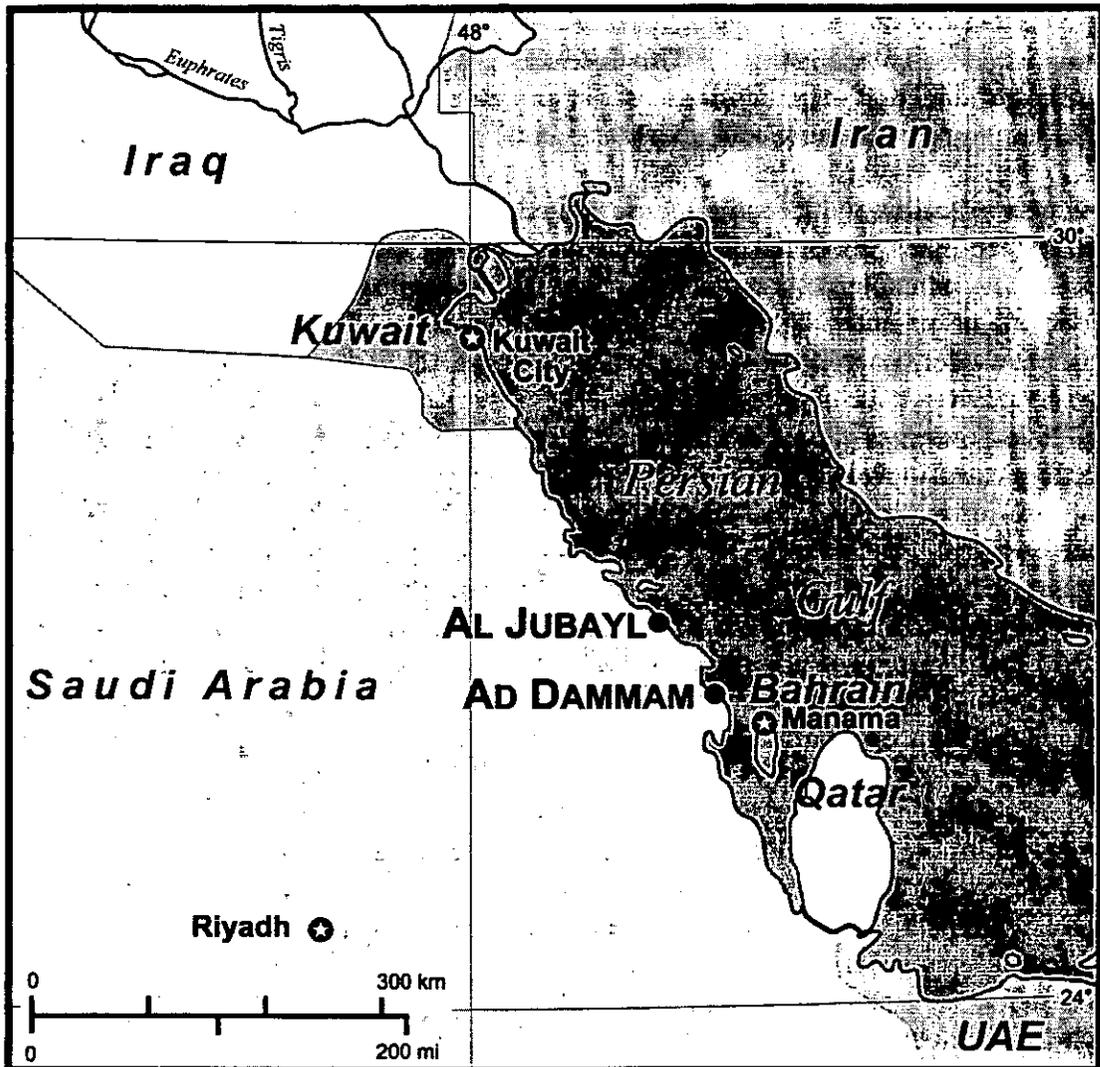 48°
Tigris
Euphrates
Iran
Iraq
30°
Kuwait
Kuwait
City
Persian
Gulf
AL JUBAYL
Saudi Arabia
AD DAMMAM
Bahrain
Manama
Qatar
Riyadh
0 300 km
24°
0 200 mi
UAE